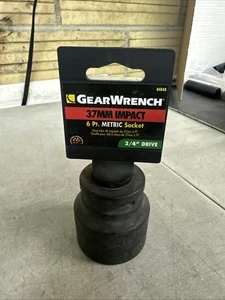 GEARWRENCH
37MM IMPACT
6 Pt. METRIC Socket
3/4" DRIVE